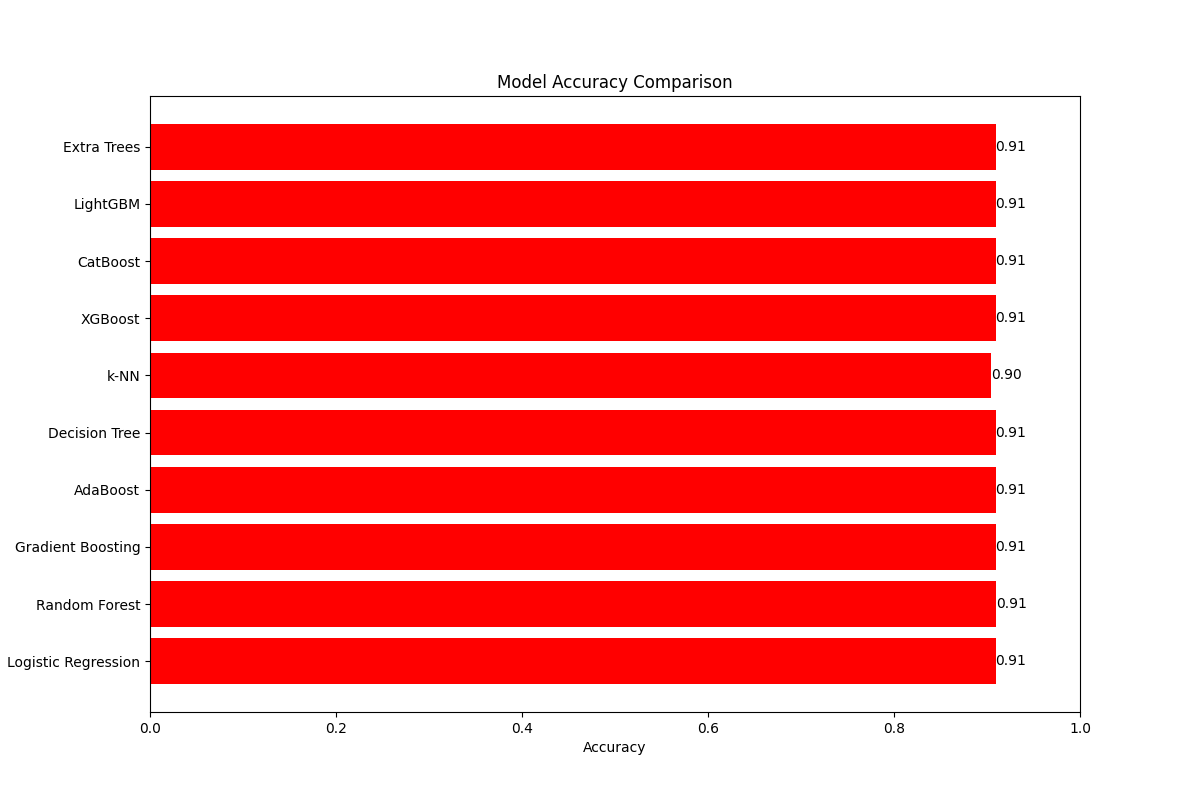 Model Accuracy Comparison
Extra Trees 0.91
LightGBM 0.91
CatBoost 0.91
XGBoost 0.91
k-NN 0.90
Decision Tree 0.91
AdaBoost 0.91
Gradient Boosting 0.91
Random Forest 0.91
Logistic Regression 0.91
0.0 0.2 0.4 0.6 0.8 1.0
Accuracy